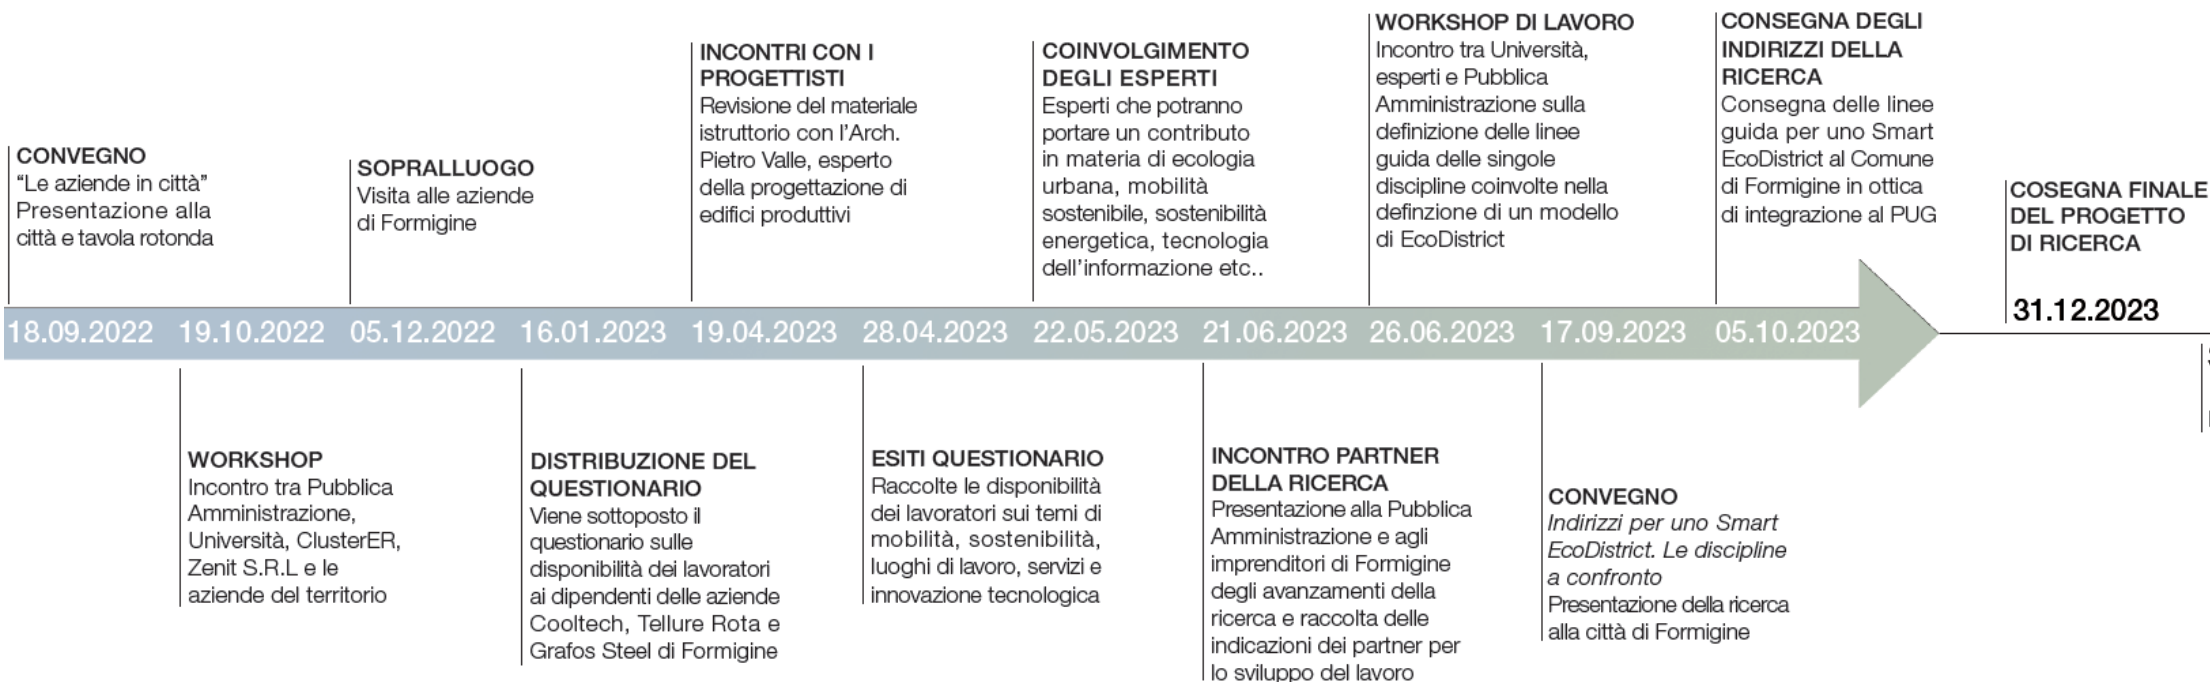 CONVEGNO
“Le aziende in città”
Presentazione alla
città e tavola rotonda
SOPRALLUOGO
Visita alle aziende
di Formigine
INCONTRI CON I
PROGETTISTI
Revisione del materiale
istruttorio con l’Arch.
Pietro Valle, esperto
della progettazione di
edifici produttivi
COINVOLGIMENTO
DEGLI ESPERTI
Esperti che potranno
portare un contributo
in materia di ecologia
urbana, mobilità
sostenibile, sostenibilità
energetica, tecnologia
dell’informazione etc..
WORKSHOP DI LAVORO
Incontro tra Università,
esperti e Pubblica
Amministrazione sulla
definizione delle linee
guida delle singole
discipline coinvolte nella
definzione di un modello
di EcoDistrict
CONSEGNA DEGLI
INDIRIZZI DELLA
RICERCA
Consegna delle linee
guida per uno Smart
EcoDistrict al Comune
di Formigine in ottica
di integrazione al PUG
COSEGNA FINALE
DEL PROGETTO
DI RICERCA
31.12.2023
18.09.2022 19.10.2022 05.12.2022 16.01.2023 19.04.2023 28.04.2023 22.05.2023 21.06.2023 26.06.2023 17.09.2023 05.10.2023
WORKSHOP
Incontro tra Pubblica
Amministrazione,
Università, ClusterER,
Zenit S.R.L e le
aziende del territorio
DISTRIBUZIONE DEL
QUESTIONARIO
Viene sottoposto il
questionario sulle
disponibilità dei lavoratori
ai dipendenti delle aziende
Cooltech, Tellure Rota e
Grafos Steel di Formigine
ESITI QUESTIONARIO
Raccolte le disponibilità
dei lavoratori sui temi di
mobilità, sostenibilità,
luoghi di lavoro, servizi e
innovazione tecnologica
INCONTRO PARTNER
DELLA RICERCA
Presentazione alla Pubblica
Amministrazione e agli
imprenditori di Formigine
degli avanzamenti della
ricerca e raccolta delle
indicazioni dei partner per
lo sviluppo del lavoro
CONVEGNO
Indirizzi per uno Smart
EcoDistrict. Le discipline
a confronto
Presentazione della ricerca
alla città di Formigine